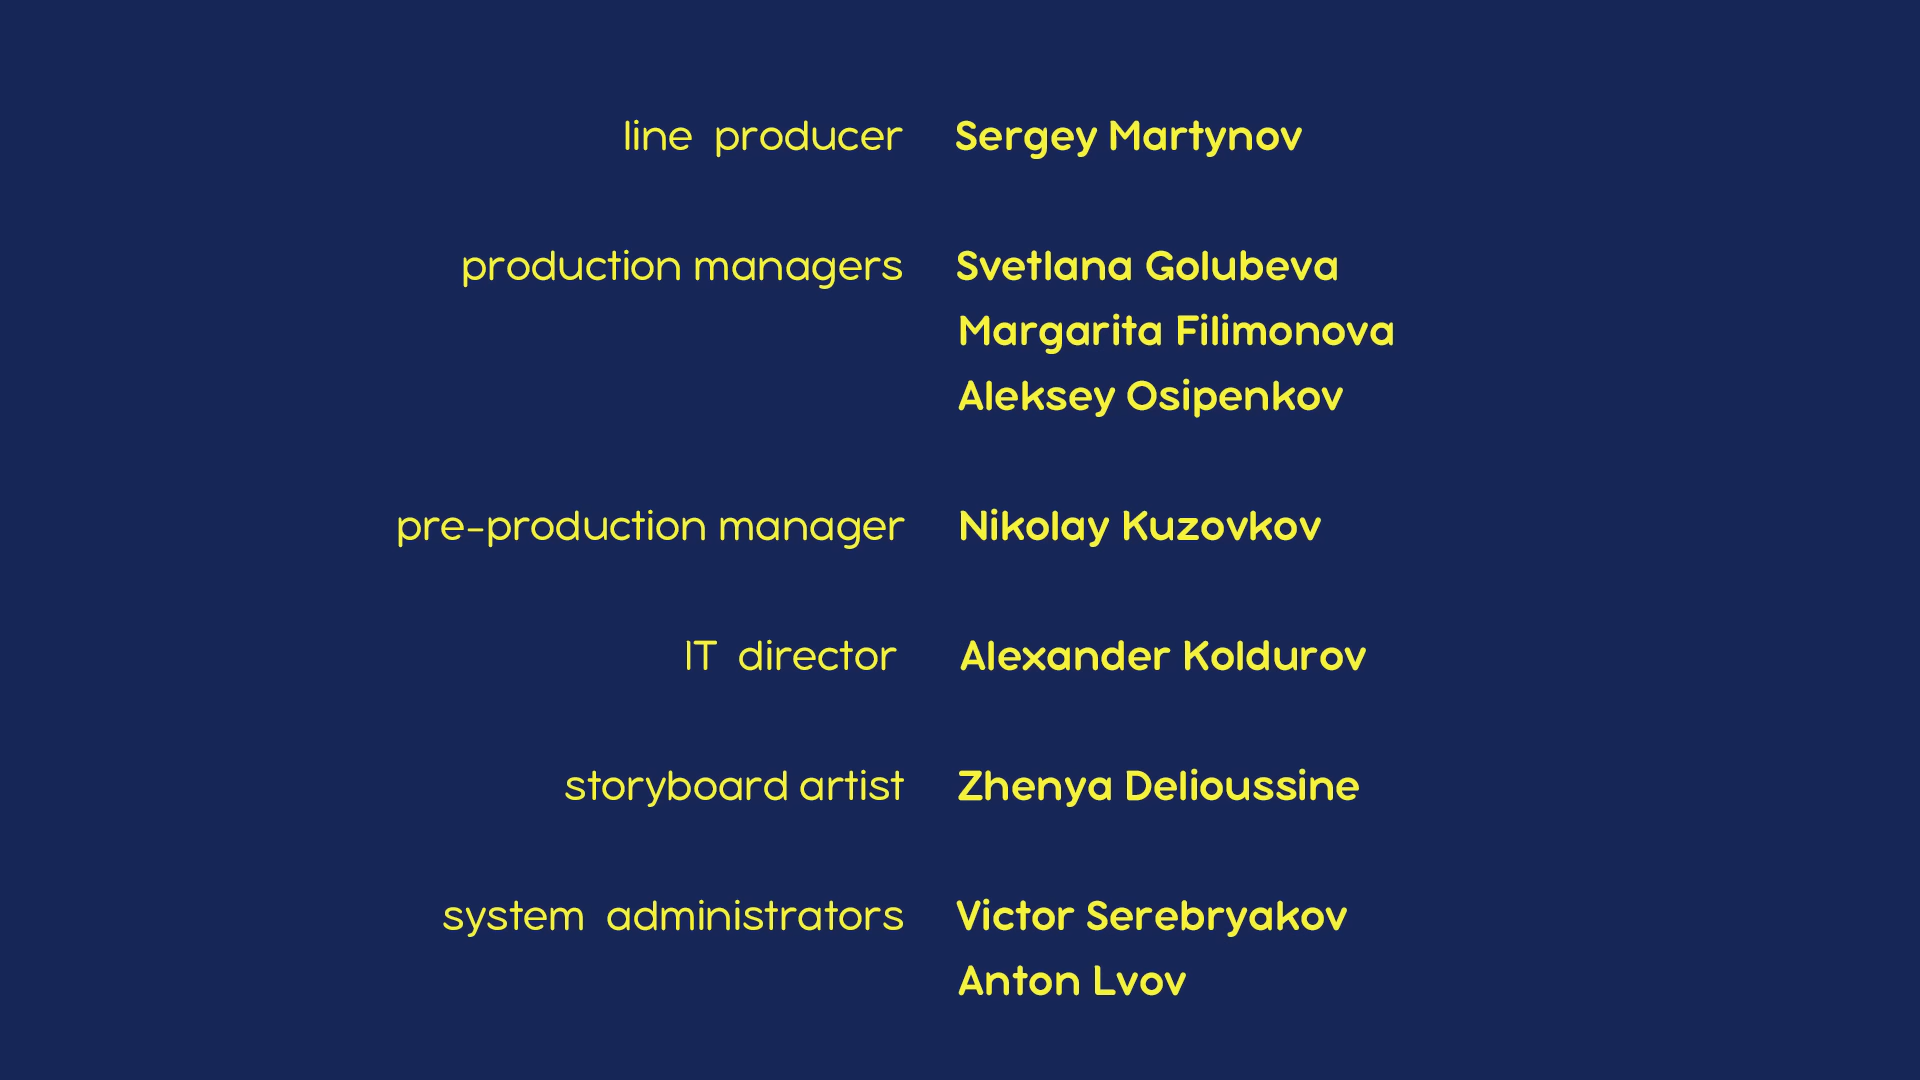 line producer Sergey Martynov
production managers Svetlana Golubeva
Margarita Filimonova
Aleksey Osipenkov
pre-production manager Nikolay Kuzovkov
IT director Alexander Koldurov
storyboard artist Zhenya Delioussine
system administrators Victor Serebryakov
Anton Lvov